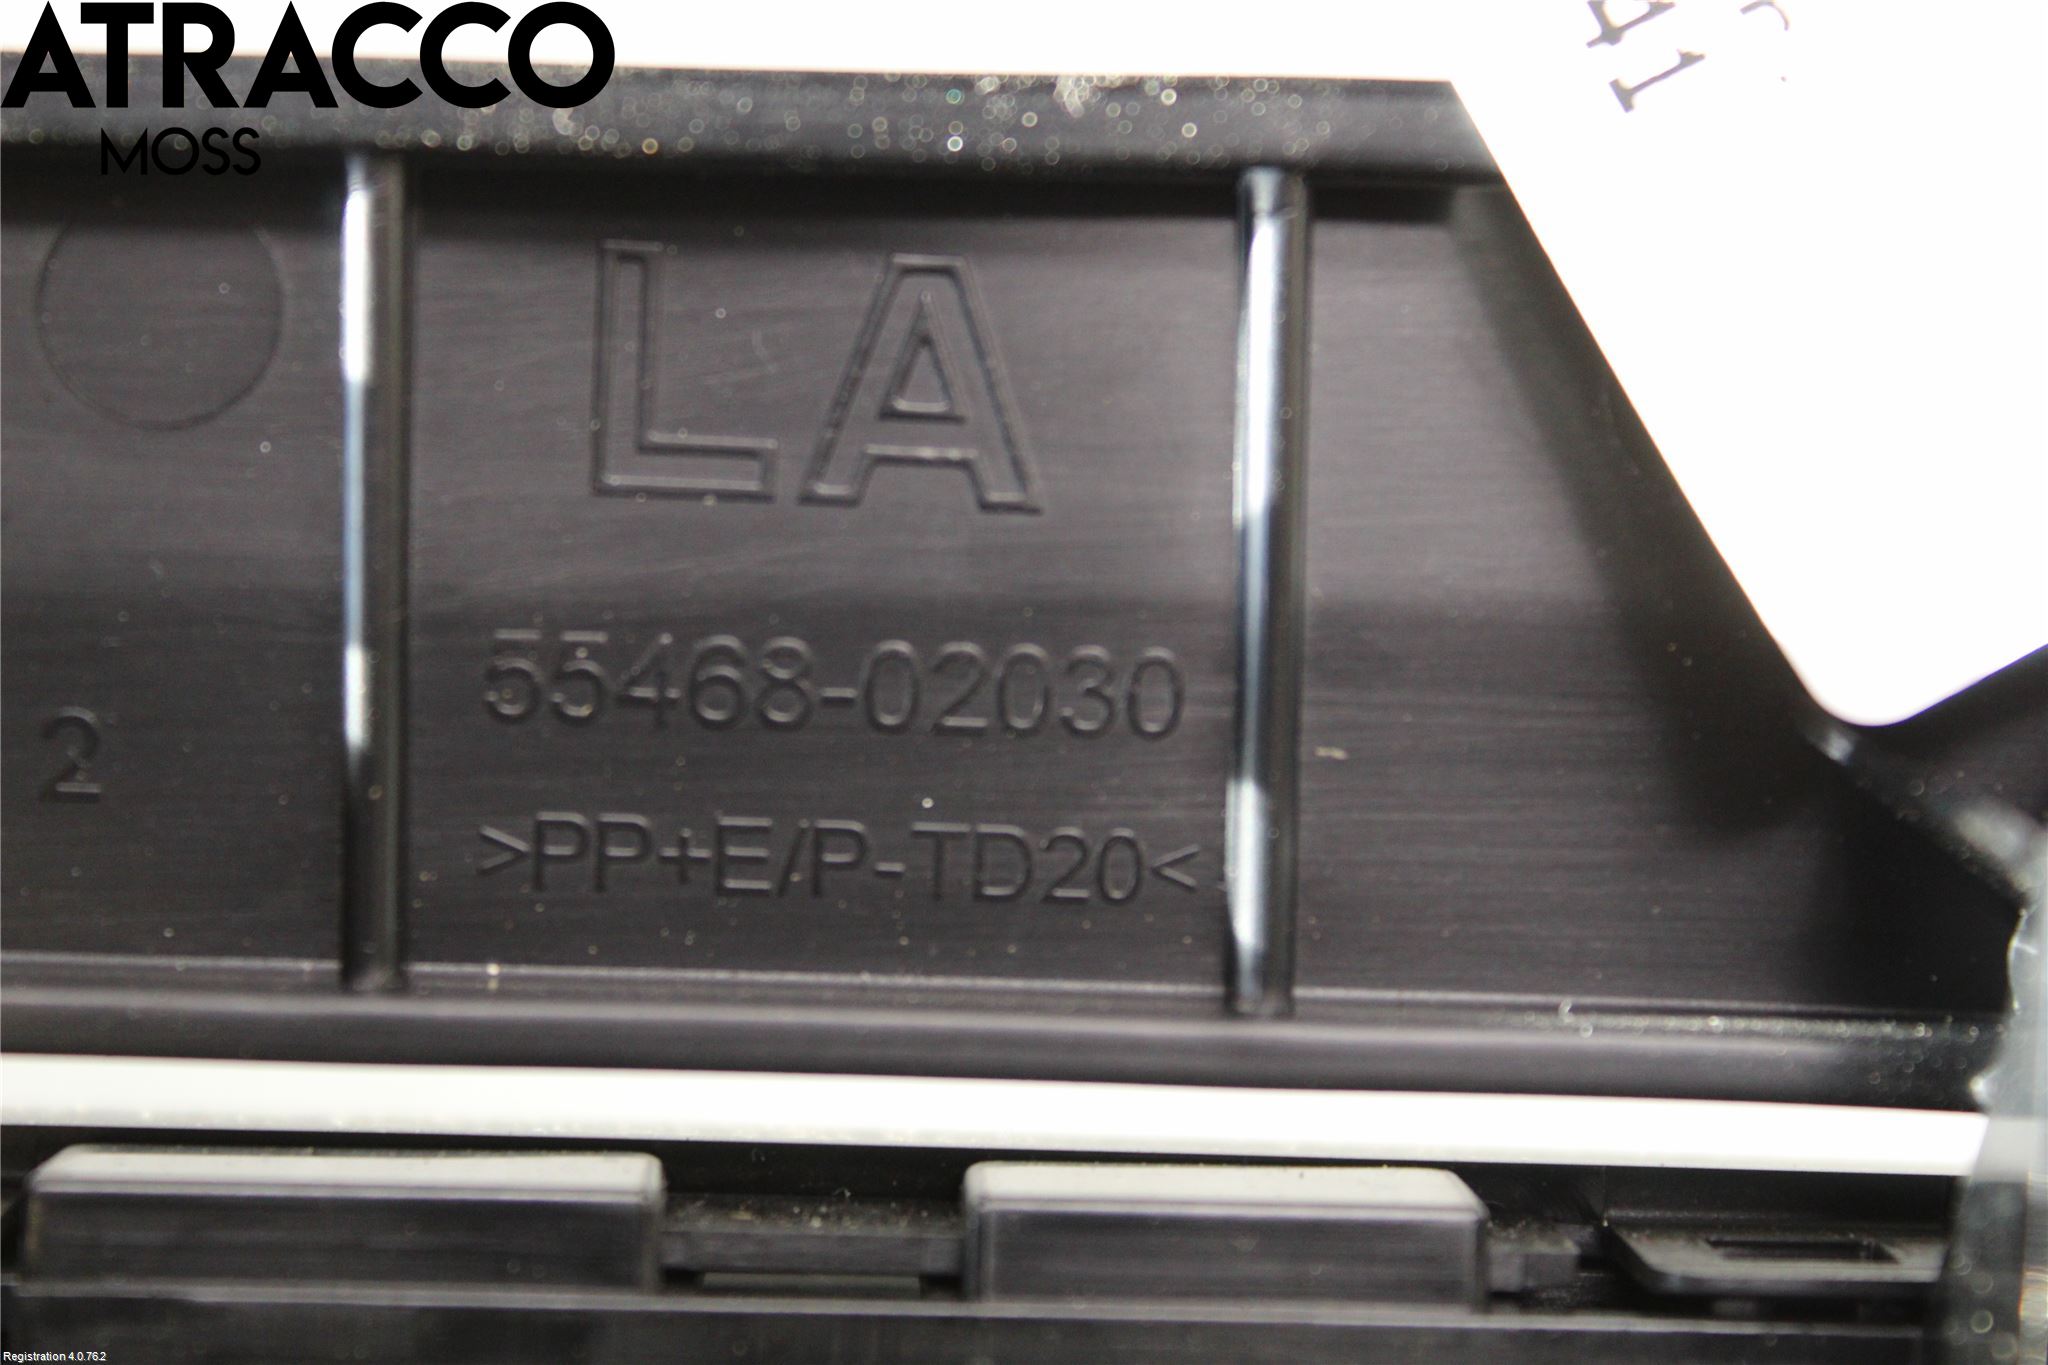 ATRACCO
MOSS
LA
55468-02030
2
>PP+E/P-TD20<
Registration 4.0.76.2